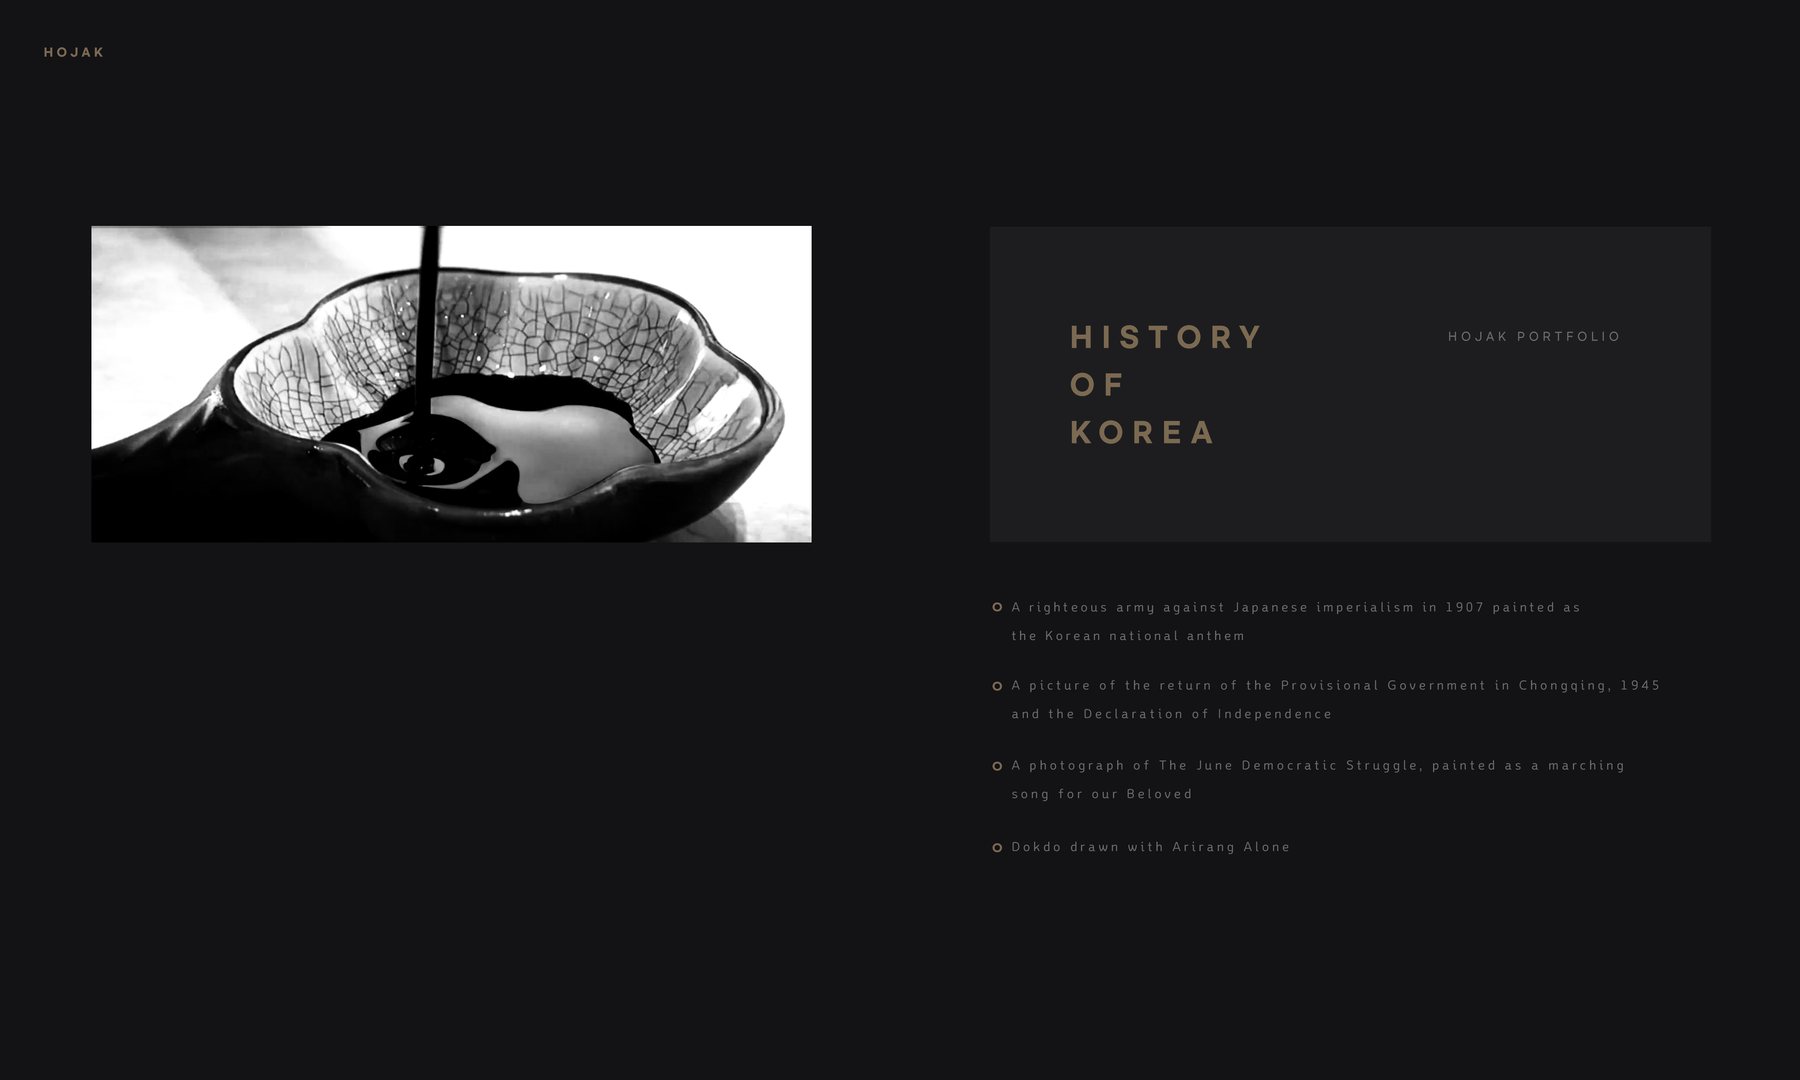 HOJAK
HISTORY
OF
KOREA
HOJAK PORTFOLIO
A righteous army against Japanese imperialism in 1907 painted as
the Korean national anthem
A picture of the return of the Provisional Government in Chongqing, 1945
and the Declaration of Independence
A photograph of The June Democratic Struggle, painted as a marching
song for our Beloved
Dokdo drawn with Arirang Alone